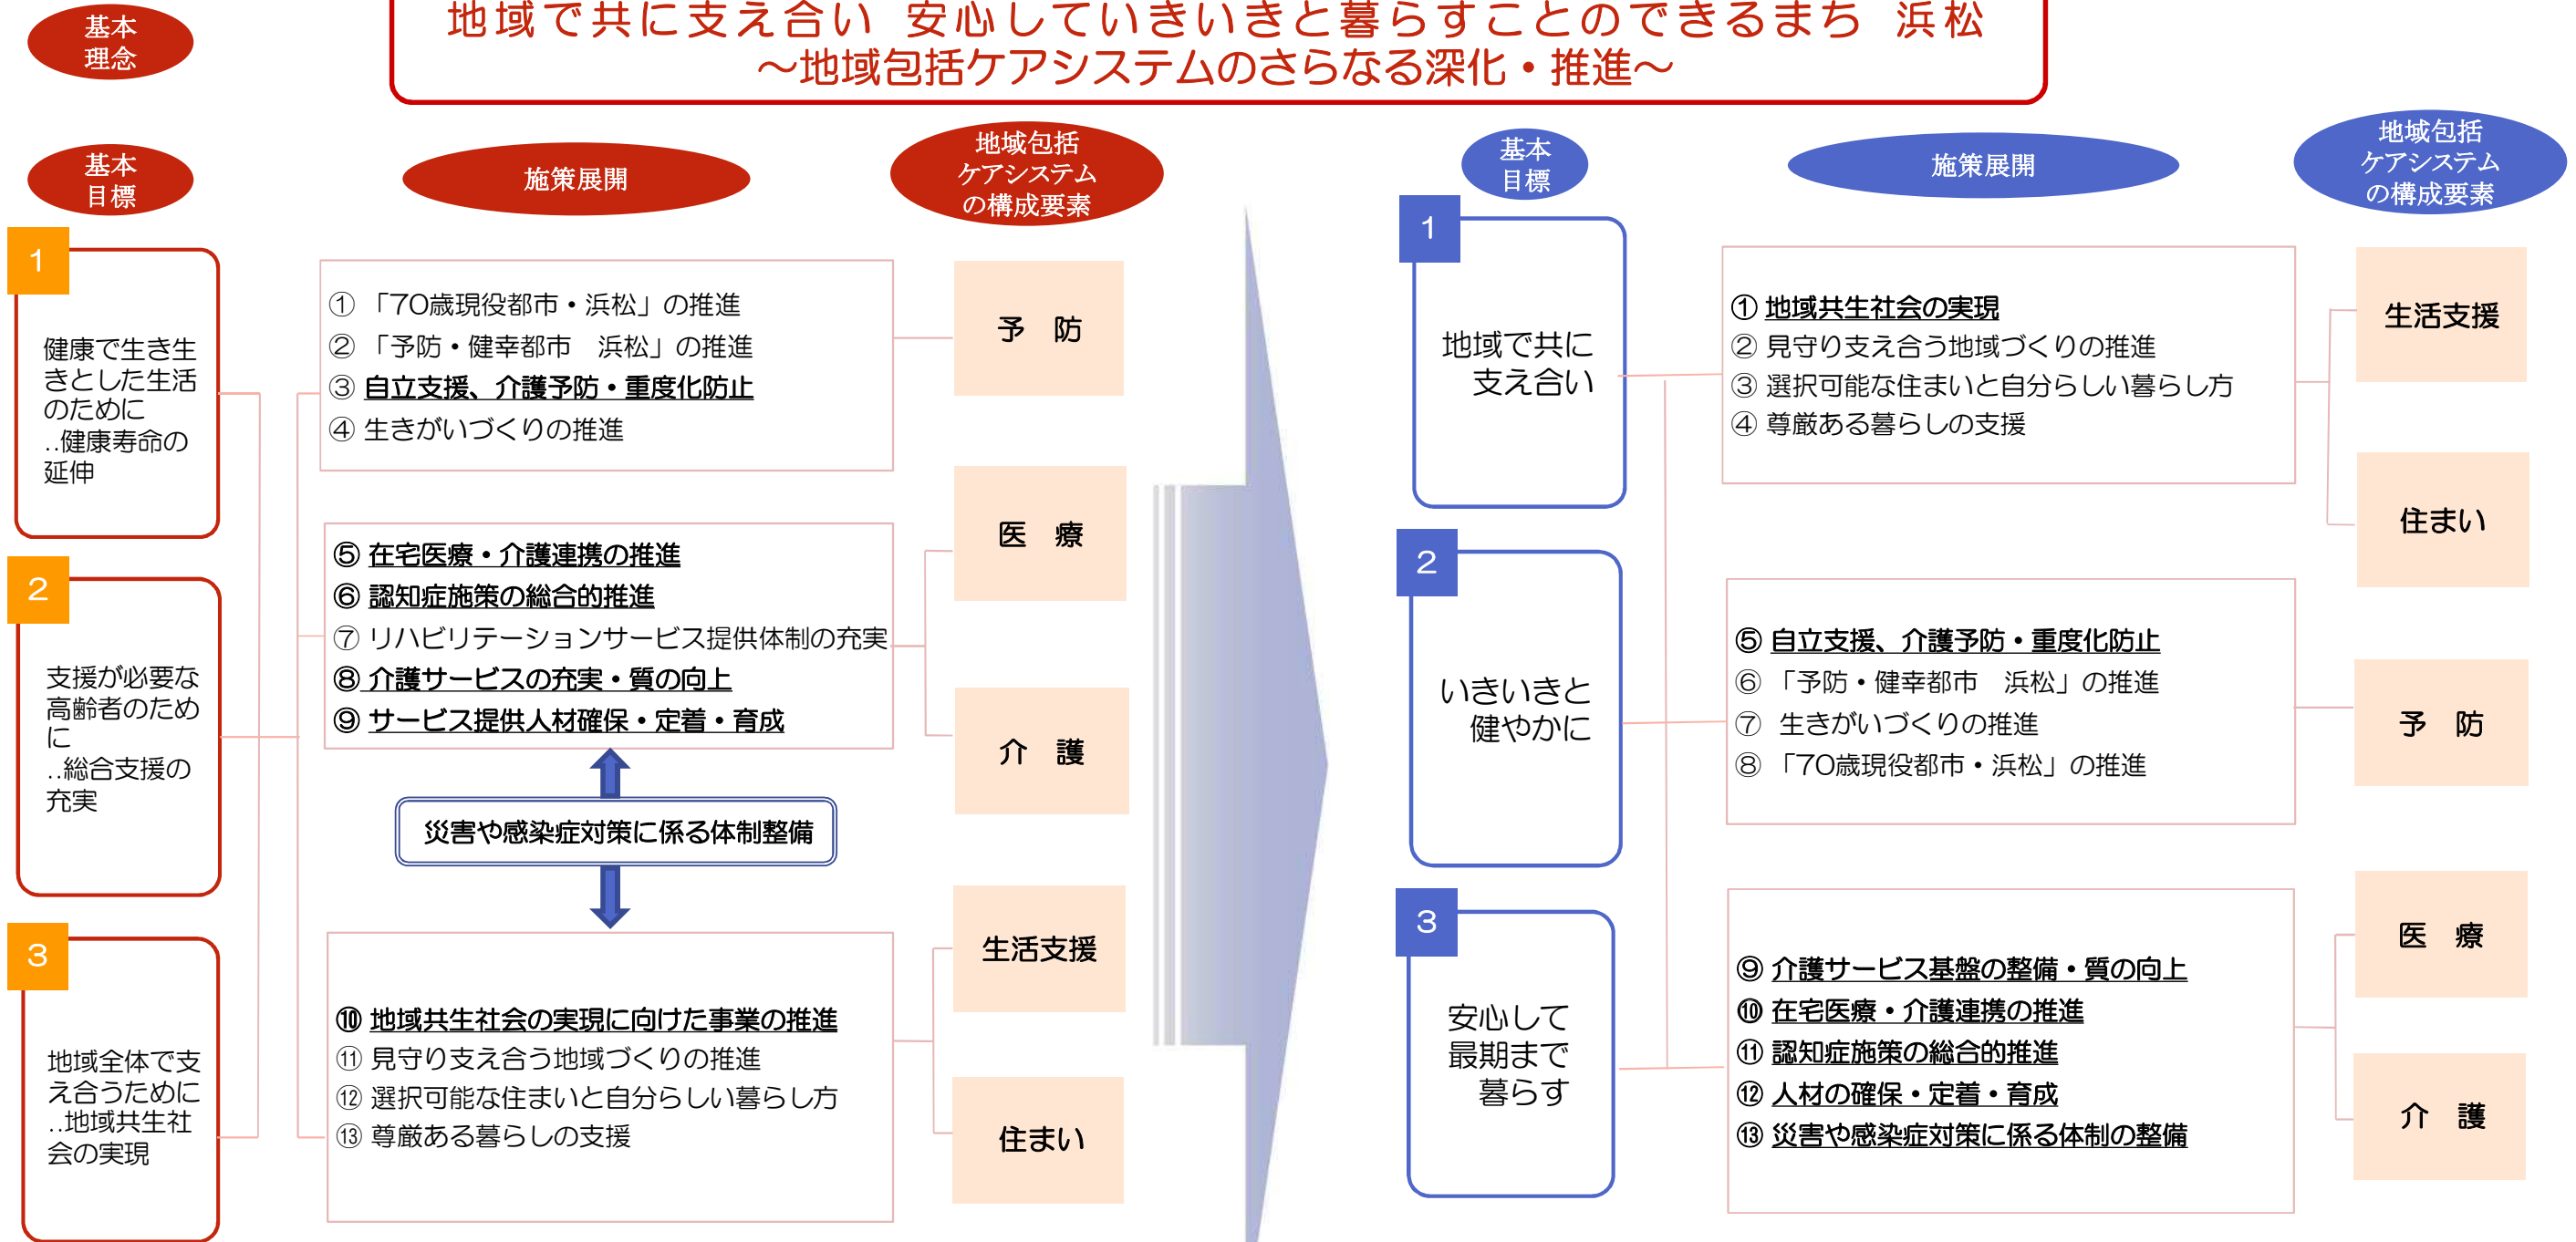 基本
理念
地域で共に支え合い 安心していきいきと暮らすことのできるまち 浜松
～地域包括ケアシステムのさらなる深化・推進～
基本
目標
施策展開
地域包括
ケアシステム
の構成要素
1
健康で生き生
きとした生活
のために
‥健康寿命の
延伸
① 「70歳現役都市・浜松」の推進
② 「予防・健幸都市 浜松」の推進
③ 自立支援、介護予防・重度化防止
④ 生きがいづくりの推進
予 防
2
支援が必要な
高齢者のため
に
‥総合支援の
充実
⑤ 在宅医療・介護連携の推進
⑥ 認知症施策の総合的推進
⑦ リハビリテーションサービス提供体制の充実
⑧ 介護サービスの充実・質の向上
⑨ サービス提供人材確保・定着・育成
医 療
介 護
災害や感染症対策に係る体制整備
3
地域全体で支
え合うために
‥地域共生社
会の実現
⑩ 地域共生社会の実現に向けた事業の推進
⑪ 見守り支え合う地域づくりの推進
⑫ 選択可能な住まいと自分らしい暮らし方
⑬ 尊厳ある暮らしの支援
生活支援
住まい
基本
目標
施策展開
地域包括
ケアシステム
の構成要素
1
地域で共に
支え合い
① 地域共生社会の実現
② 見守り支え合う地域づくりの推進
③ 選択可能な住まいと自分らしい暮らし方
④ 尊厳ある暮らしの支援
生活支援
住まい
2
いきいきと
健やかに
⑤ 自立支援、介護予防・重度化防止
⑥ 「予防・健幸都市 浜松」の推進
⑦ 生きがいづくりの推進
⑧ 「70歳現役都市・浜松」の推進
予 防
3
安心して
最期まで
暮らす
⑨ 介護サービス基盤の整備・質の向上
⑩ 在宅医療・介護連携の推進
⑪ 認知症施策の総合的推進
⑫ 人材の確保・定着・育成
⑬ 災害や感染症対策に係る体制の整備
医 療
介 護